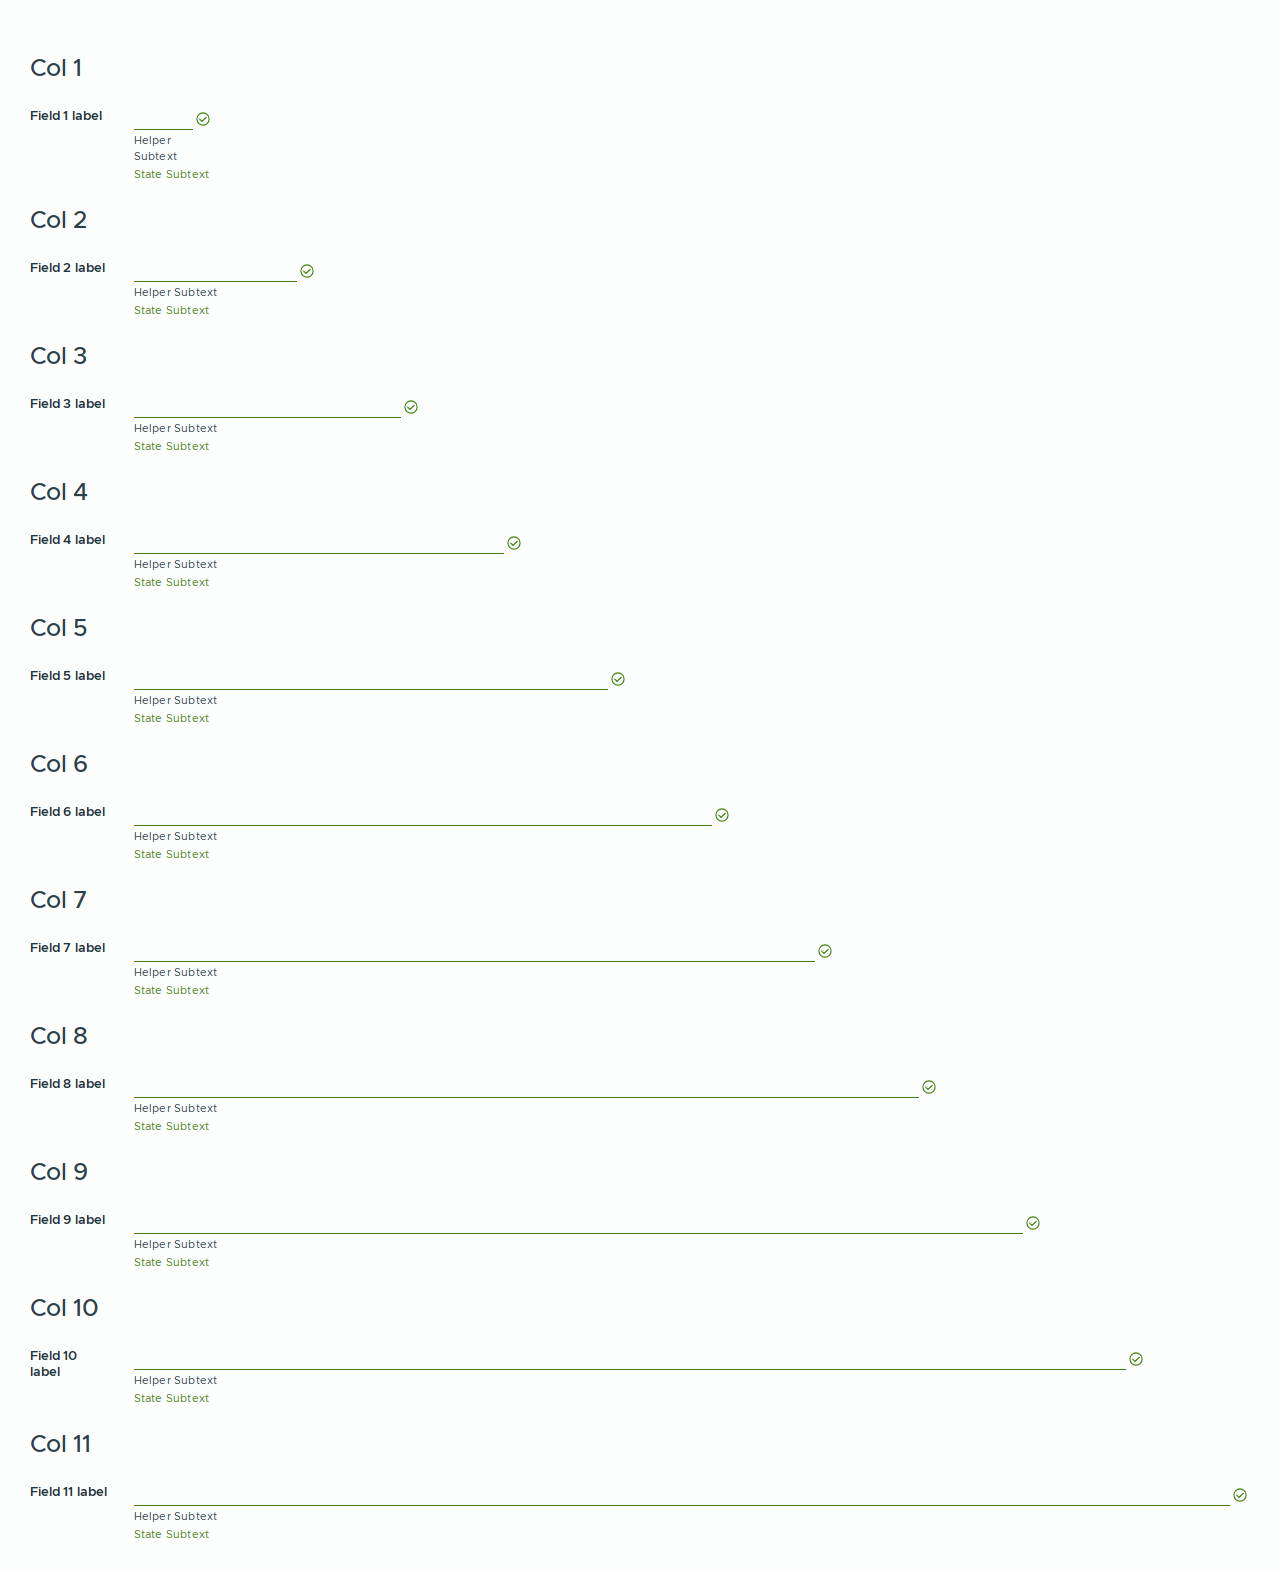 Col 1
Field 1 label
Helper
Subtext
State Subtext
Col 2
Field 2 label
Helper Subtext
State Subtext
Col 3
Field 3 label
Helper Subtext
State Subtext
Col 4
Field 4 label
Helper Subtext
State Subtext
Col 5
Field 5 label
Helper Subtext
State Subtext
Col 6
Field 6 label
Helper Subtext
State Subtext
Col 7
Field 7 label
Helper Subtext
State Subtext
Col 8
Field 8 label
Helper Subtext
State Subtext
Col 9
Field 9 label
Helper Subtext
State Subtext
Col 10
Field 10
label
Helper Subtext
State Subtext
Col 11
Field 11 label
Helper Subtext
State Subtext